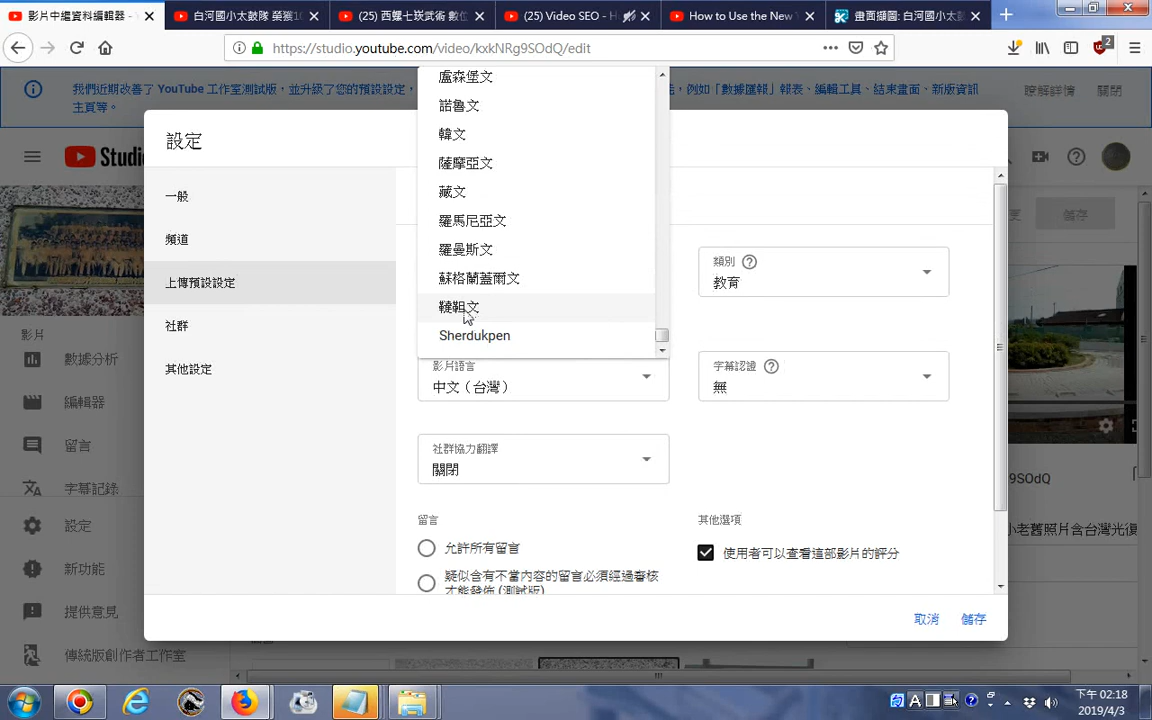 影片中繼資料編輯器 - Y
白河國小太鼓隊 榮獲10
(25) 西螺七崁武術 數位
(25) Video SEO - H
How to Use the New Y
畫面擷圖: 白河國小太鼓
https://studio.youtube.com/video/kxkNRg9SOdQ/edit
2
我們近期改善了 YouTube 工作室測試版，並升級了您的預設設定，
能，例如「數據匯報」報表、編輯工具、結束畫面、新版資訊
主頁等。
瞭解詳情
關閉
Studio
設定
一般
頻道
上傳預設設定
社群
其他設定
盧森堡文
諾魯文
韓文
薩摩亞文
藏文
羅馬尼亞文
羅曼斯文
蘇格蘭蓋爾文
韃靼文
Sherdukpen
類別
教育
影片語言
中文（台灣）
字幕認證
無
社群協力翻譯
關閉
留言
允許所有留言
疑似含有不當內容的留言必須經過審核
才能發佈 (測試版)
其他選項
使用者可以查看這部影片的評分
取消
儲存
影片
數據分析
編輯器
留言
字幕記錄
設定
新功能
提供意見
傳統版創作者工作室
更
儲存
9SOdQ
小老舊照片含台灣光復
A
下午 02:18
2019/4/3